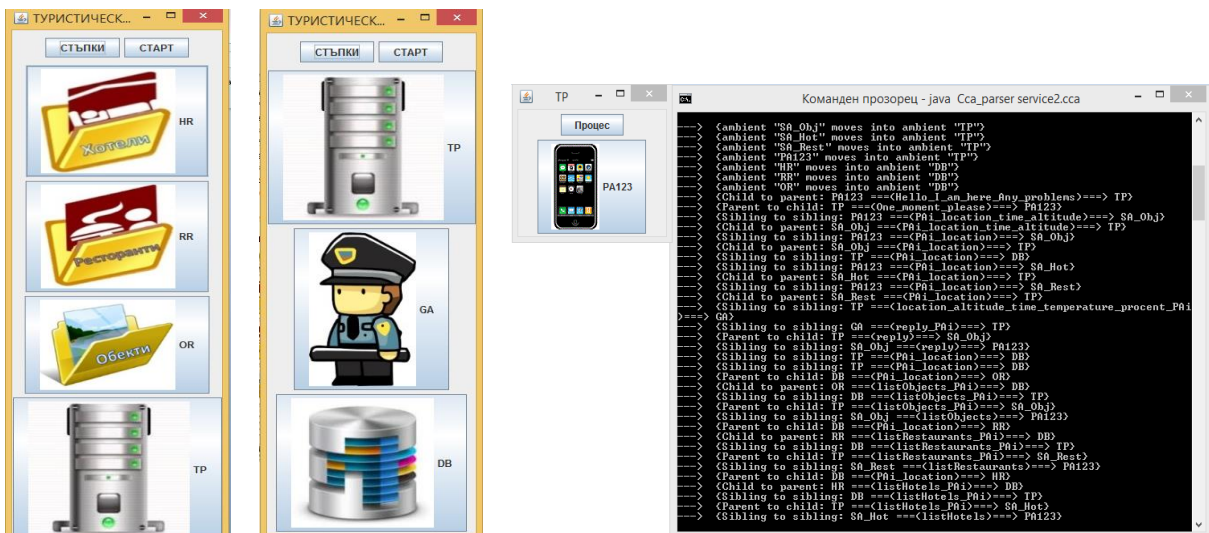 ТУРИСТИЧЕСК...
СТЪПКИ СТАРТ
Хотели
HR
Ресторанти
RR
Обекти
OR
TP
ТУРИСТИЧЕСК...
СТЪПКИ СТАРТ
TP
GA
DB
TP
Процес
PA123
Команден прозорец - java Cca_parser service2.cca
---> {ambient "SA_Obj" moves into ambient "TP"}
---> {ambient "SA_Hot" moves into ambient "TP"}
---> {ambient "SA_Rest" moves into ambient "TP"}
---> {ambient "PA123" moves into ambient "TP"}
---> {ambient "HR" moves into ambient "DB"}
---> {ambient "RR" moves into ambient "DB"}
---> {ambient "OR" moves into ambient "DB"}
---> {Child to parent: PA123 ===(Hello_I_am_here_Any_problems)===> TP}
---> {Parent to child: TP ===(One_moment_please)===> PA123}
---> {Sibling to sibling: PA123 ===(PAi_location_time_altitude)===> SA_Obj}
---> {Child to parent: SA_Obj ===(PAi_location_time_altitude)===> TP}
---> {Sibling to sibling: PA123 ===(PAi_location)===> SA_Obj}
---> {Child to parent: SA_Obj ===(PAi_location)===> TP}
---> {Sibling to sibling: TP ===(PAi_location)===> DB}
---> {Sibling to sibling: PA123 ===(PAi_location)===> SA_Hot}
---> {Child to parent: SA_Hot ===(PAi_location)===> TP}
---> {Sibling to sibling: PA123 ===(PAi_location)===> SA_Rest}
---> {Child to parent: SA_Rest ===(PAi_location)===> TP}
---> {Sibling to sibling: TP ===(location_altitude_time_temperature_procent_PAi
)===> GA}
---> {Sibling to sibling: GA ===(reply_PAi)===> TP}
---> {Parent to child: TP ===(reply)===> SA_Obj}
---> {Sibling to sibling: SA_Obj ===(reply)===> PA123}
---> {Sibling to sibling: TP ===(PAi_location)===> DB}
---> {Sibling to sibling: TP ===(PAi_location)===> DB}
---> {Parent to child: DB ===(PAi_location)===> OR}
---> {Child to parent: OR ===(listObjects_PAi)===> DB}
---> {Sibling to sibling: DB ===(listObjects_PAi)===> TP}
---> {Parent to child: TP ===(listObjects_PAi)===> SA_Obj}
---> {Sibling to sibling: SA_Obj ===(listObjects)===> PA123}
---> {Parent to child: DB ===(PAi_location)===> RR}
---> {Child to parent: RR ===(listRestaurants_PAi)===> DB}
---> {Sibling to sibling: DB ===(listRestaurants_PAi)===> TP}
---> {Parent to child: TP ===(listRestaurants_PAi)===> SA_Rest}
---> {Sibling to sibling: SA_Rest ===(listRestaurants)===> PA123}
---> {Parent to child: DB ===(PAi_location)===> HR}
---> {Child to parent: HR ===(listHotels_PAi)===> DB}
---> {Sibling to sibling: DB ===(listHotels_PAi)===> TP}
---> {Parent to child: TP ===(listHotels_PAi)===> SA_Hot}
---> {Sibling to sibling: SA_Hot ===(listHotels)===> PA123}